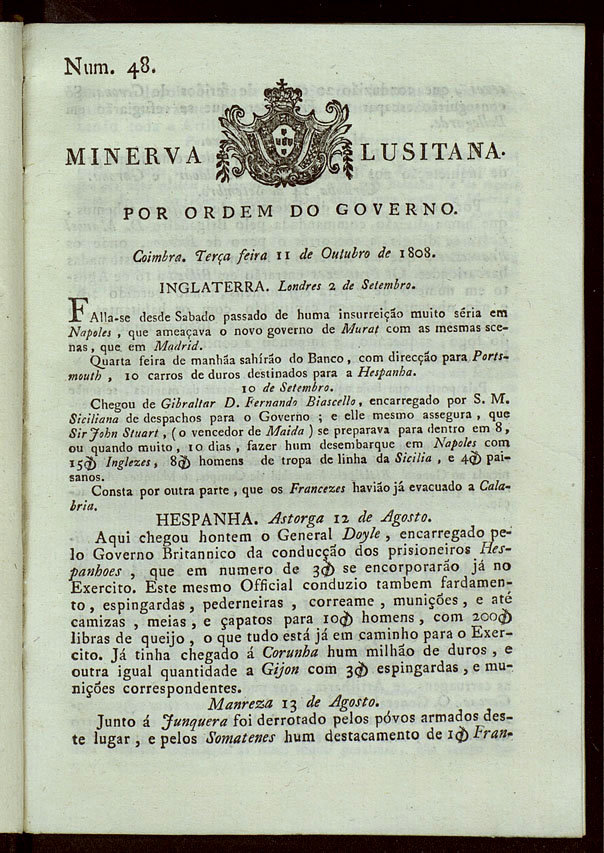 Num. 48.
MINERVA LUSITANA.
POR ORDEM DO GOVERNO.
Coimbra. Terça feira 11 de Outubro de 1808.
INGLATERRA. Londres 2 de Setembro.
FAlla-se desde Sabado passado de huma insurreição muito séria em
Napoles , que ameaçava o novo governo de Murat com as mesmas sce-
nas , que em Madrid.
Quarta feira de manhãa sahírão do Banco , com direcção para Ports-
mouth , 10 carros de duros destinados para a Hespanha.
10 de Setembro.
Chegou de Gibraltar D. Fernando Biascello, encarregado por S. M.
Siciliana de despachos para o Governo ; e elle mesmo assegura , que
Sir John Stuart , ( o vencedor de Maida ) se preparava para dentro em 8,
ou quando muito , 10 dias , fazer hum desembarque em Napoles com
15ↀ Inglezes , 8ↀ homens de tropa de linha da Sicilia , e 4ↀ pai-
sanos.
Consta por outra parte , que os Francezes havião já evacuado a Cala-
bria.
HESPANHA. Astorga 12 de Agosto.
Aqui chegou hontem o General Doyle , encarregado pe-
lo Governo Britannico da conducção dos prisioneiros Hes-
panhoes , que em numero de 3ↀ se encorporarão já no
Exercito. Este mesmo Official conduzio tambem fardamen-
to , espingardas , pederneiras , correame , munições , e até
camizas , meias , e çapatos para 10ↀ homens , com 200ↀ
libras de queijo , o que tudo está já em caminho para o Exer-
cito. Já tinha chegado á Corunha hum milhão de duros , e
outra igual quantidade a Gijon com 3ↀ espingardas , e mu-
nições correspondentes.
Manreza 13 de Agosto.
Junto á Junquera foi derrotado pelos póvos armados des-
te lugar , e pelos Somatenes hum destacamento de 1ↀ Fran-